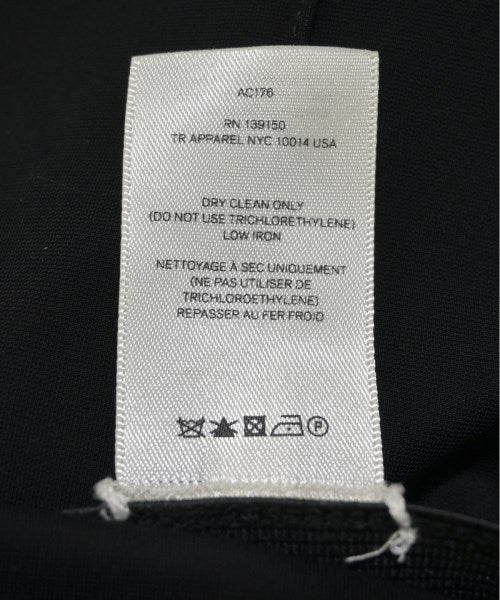 AC176
RN 139150
TR APPAREL NYC 10014 USA
DRY CLEAN ONLY
(DO NOT USE TRICHLORETHYLENE)
LOW IRON
NETTOYAGE À SEC UNIQUEMENT
(NE PAS UTILISER DE
TRICHLOROETHYLENE)
REPASSER AU FER FROID
P